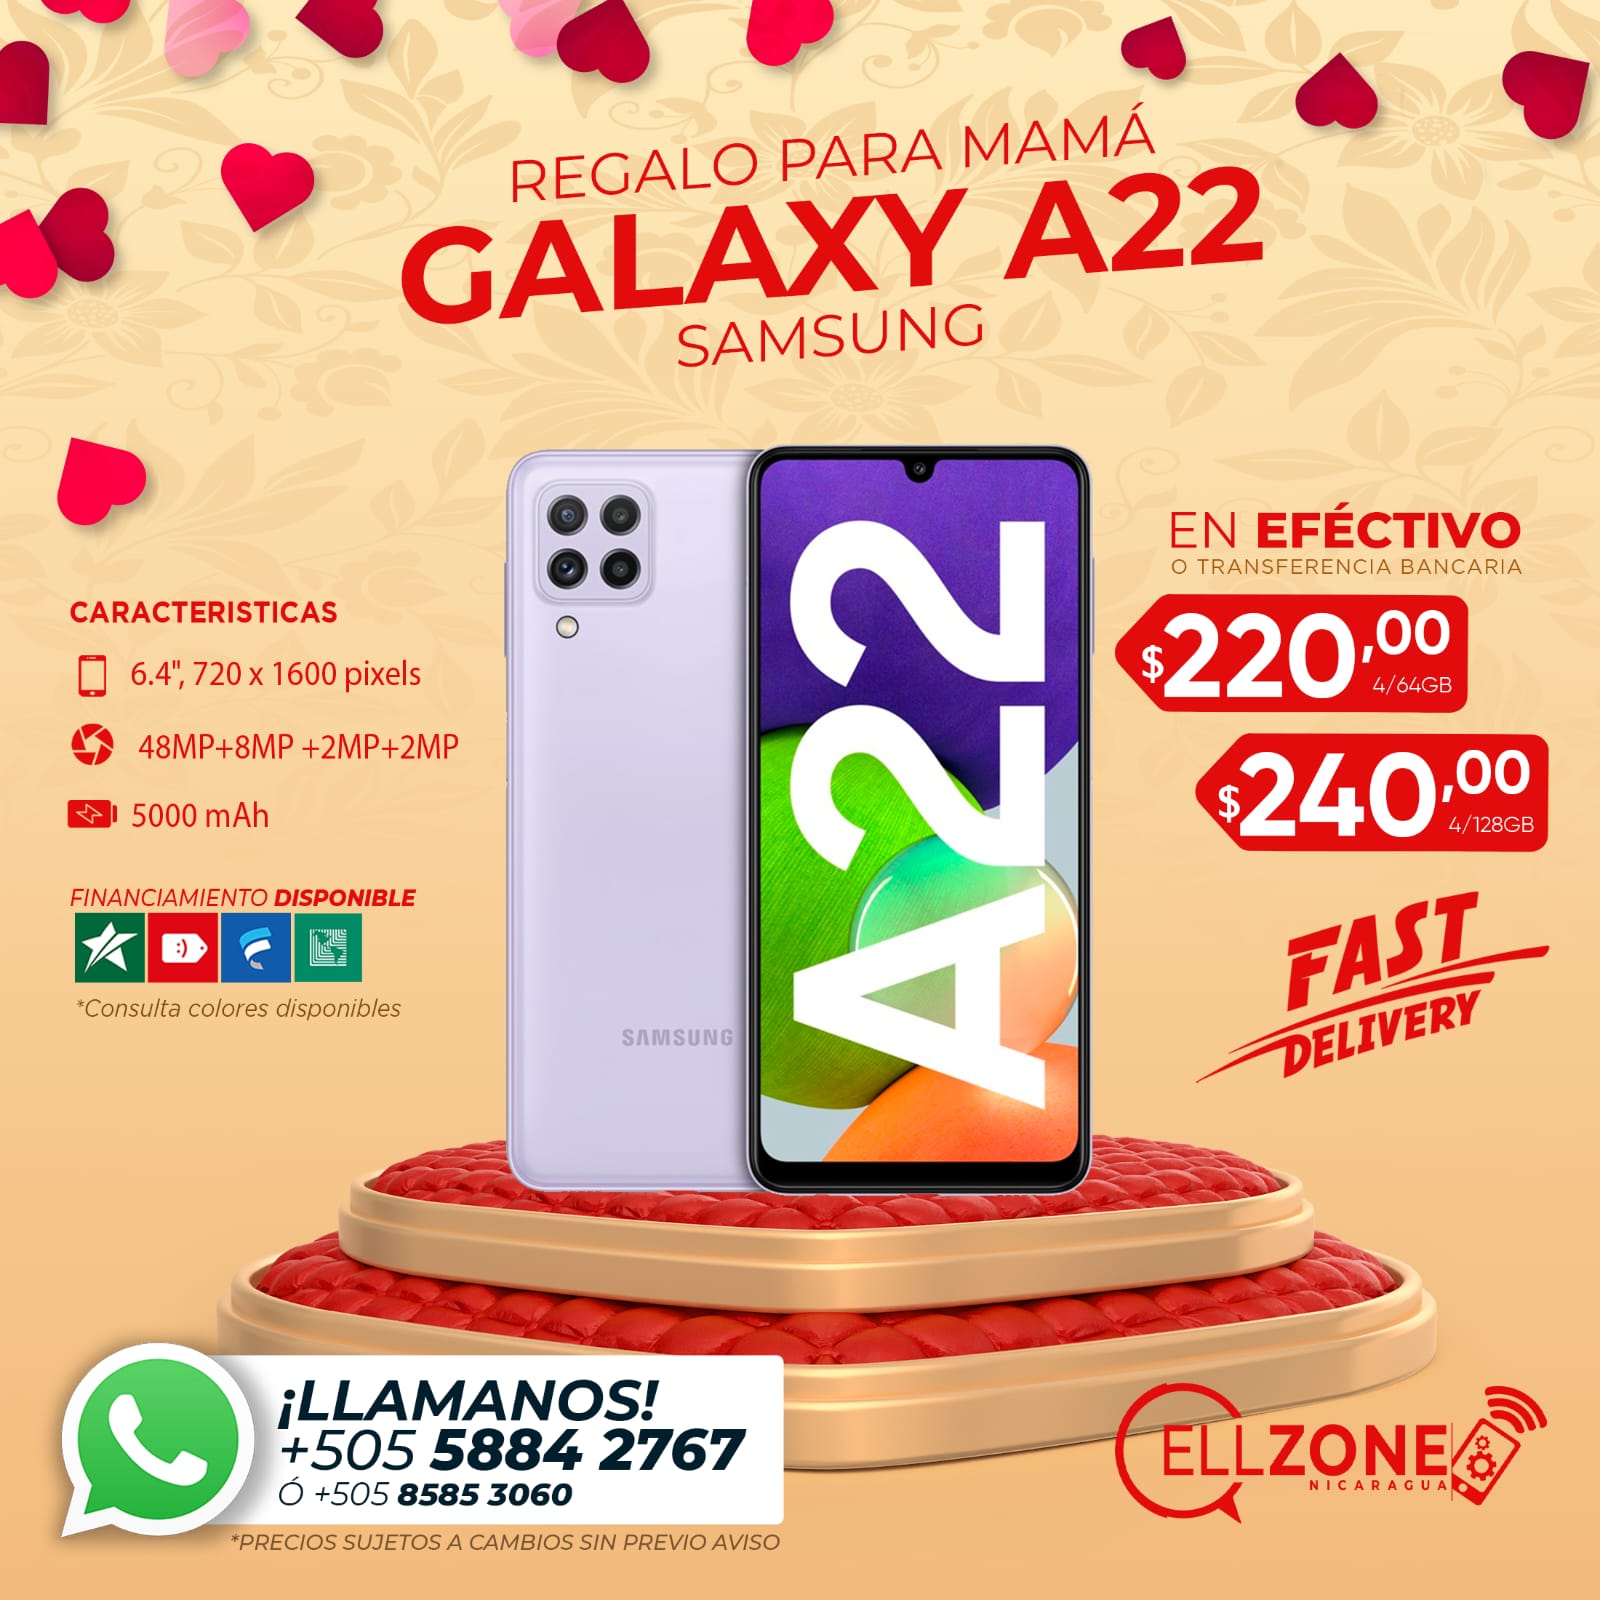 REGALO PARA MAMÁ
GALAXY A22
SAMSUNG
EN EFÉCTIVO
O TRANSFERENCIA BANCARIA
$220,00
4/64GB
$240,00
4/128GB
CARACTERISTICAS
6.4", 720 x 1600 pixels
48MP+8MP +2MP+2MP
5000 mAh
FINANCIAMIENTO DISPONIBLE
*Consulta colores disponibles
SAMSUNG
A22
FAST
DELIVERY
¡LLAMANOS!
+505 5884 2767
Ó +505 8585 3060
*PRECIOS SUJETOS A CAMBIOS SIN PREVIO AVISO
CELLZONE
NICARAGUA